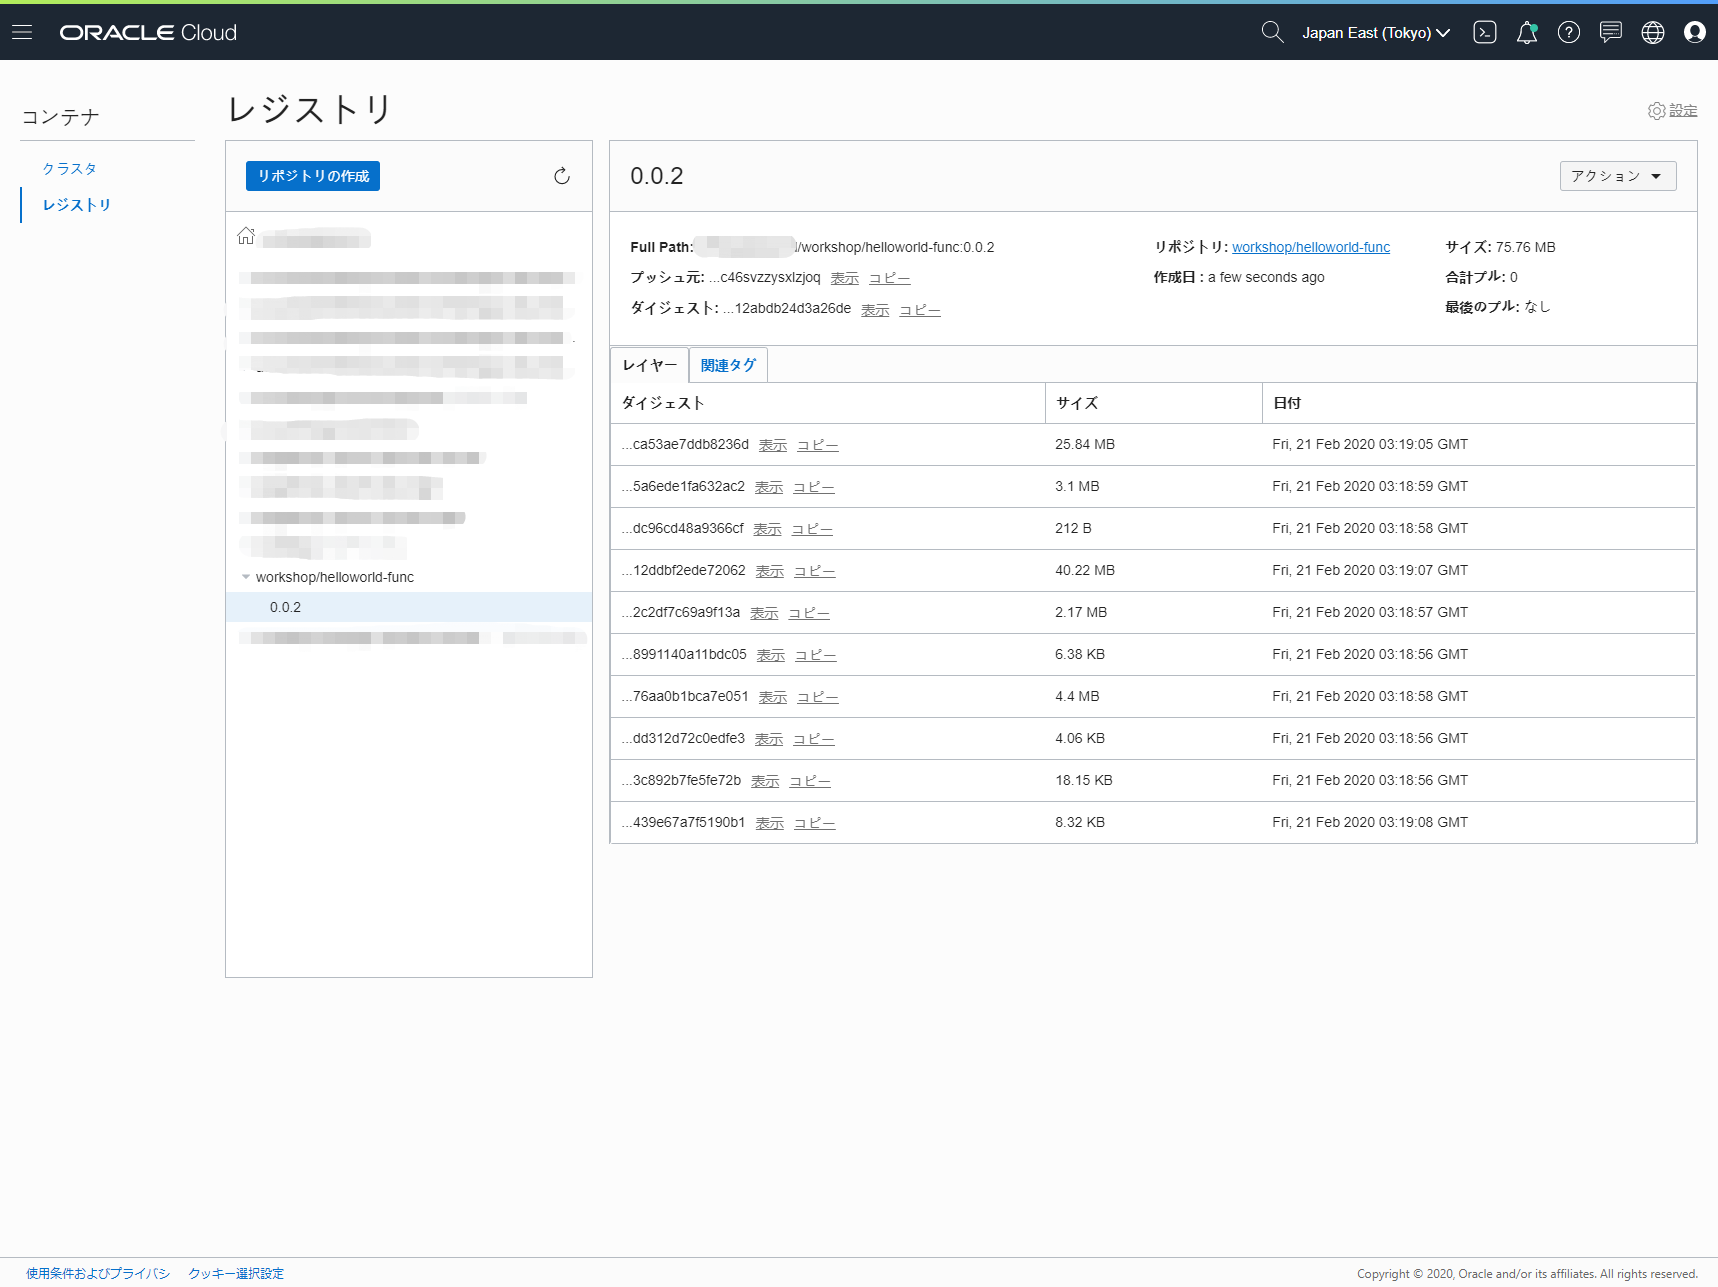 ORACLE Cloud
Japan East (Tokyo)
コンテナ
クラスタ
レジストリ
レジストリ
設定
リポジトリの作成
workshop/helloworld-func
0.0.2
0.0.2
アクション
Full Path: /workshop/helloworld-func:0.0.2
プッシュ元: ...c46svzzysxlzjoq 表示 コピー
ダイジェスト: ...12abdb24d3a26de 表示 コピー
リポジトリ: workshop/helloworld-func
作成日 : a few seconds ago
サイズ: 75.76 MB
合計プル: 0
最後のプル: なし
レイヤー 関連タグ
ダイジェスト サイズ 日付
...ca53ae7ddb8236d 表示 コピー 25.84 MB Fri, 21 Feb 2020 03:19:05 GMT
...5a6ede1fa632ac2 表示 コピー 3.1 MB Fri, 21 Feb 2020 03:18:59 GMT
...dc96cd48a9366cf 表示 コピー 212 B Fri, 21 Feb 2020 03:18:58 GMT
...12ddbf2ede72062 表示 コピー 40.22 MB Fri, 21 Feb 2020 03:19:07 GMT
...2c2df7c69a9f13a 表示 コピー 2.17 MB Fri, 21 Feb 2020 03:18:57 GMT
...8991140a11bdc05 表示 コピー 6.38 KB Fri, 21 Feb 2020 03:18:56 GMT
...76aa0b1bca7e051 表示 コピー 4.4 MB Fri, 21 Feb 2020 03:18:58 GMT
...dd312d72c0edfe3 表示 コピー 4.06 KB Fri, 21 Feb 2020 03:18:56 GMT
...3c892b7fe5fe72b 表示 コピー 18.15 KB Fri, 21 Feb 2020 03:18:56 GMT
...439e67a7f5190b1 表示 コピー 8.32 KB Fri, 21 Feb 2020 03:19:08 GMT
使用条件およびプライバシ クッキー選択設定
Copyright © 2020, Oracle and/or its affiliates. All rights reserved.